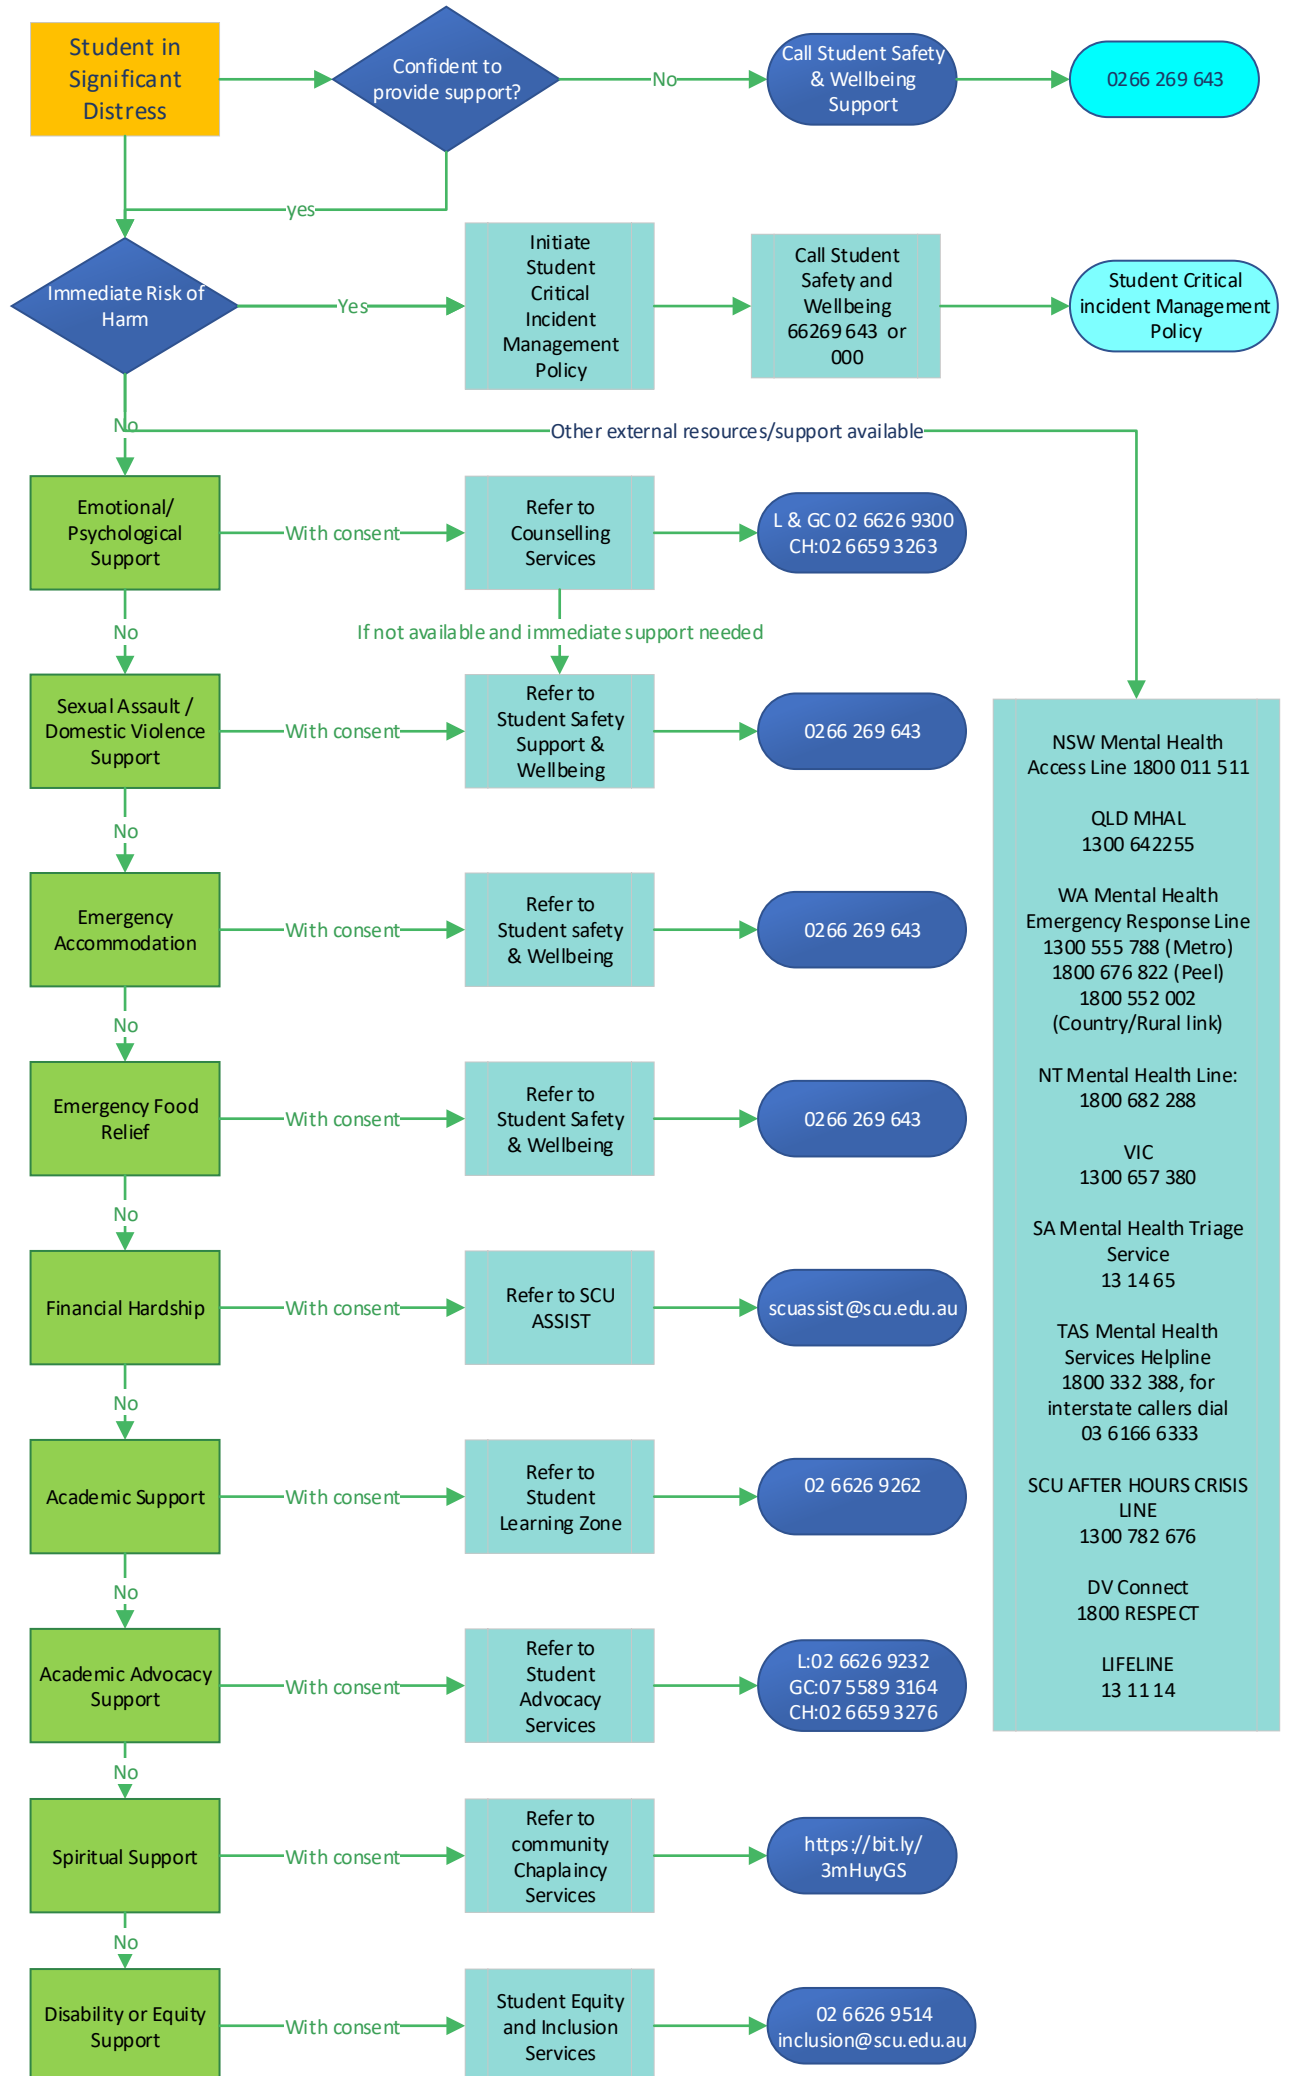 Student in
Significant
Distress
Confident to
provide support?
No
Call Student Safety
& Wellbeing
Support
0266 269 643
yes
Immediate Risk of
Harm
Yes
Initiate
Student
Critical
Incident
Management
Policy
Call Student
Safety and
Wellbeing
66269 643 or
000
Student Critical
incident Management
Policy
No
Other external resources/support available
Emotional/
Psychological
Support
With consent
Refer to
Counselling
Services
L & GC 02 6626 9300
CH:02 6659 3263
No
If not available and immediate support needed
Sexual Assault /
Domestic Violence
Support
With consent
Refer to
Student Safety
Support &
Wellbeing
0266 269 643
No
Emergency
Accommodation
With consent
Refer to
Student safety
& Wellbeing
0266 269 643
No
Emergency Food
Relief
With consent
Refer to
Student Safety
& Wellbeing
0266 269 643
No
Financial Hardship
With consent
Refer to SCU
ASSIST
scuassist@scu.edu.au
No
Academic Support
With consent
Refer to
Student
Learning Zone
02 6626 9262
No
Academic Advocacy
Support
With consent
Refer to
Student
Advocacy
Services
L:02 6626 9232
GC:07 5589 3164
CH:02 6659 3276
No
Spiritual Support
With consent
Refer to
community
Chaplaincy
Services
https://bit.ly/
3mHuyGS
No
Disability or Equity
Support
With consent
Student Equity
and Inclusion
Services
02 6626 9514
inclusion@scu.edu.au
NSW Mental Health
Access Line 1800 011 511
QLD MHAL
1300 642255
WA Mental Health
Emergency Response Line
1300 555 788 (Metro)
1800 676 822 (Peel)
1800 552 002
(Country/Rural link)
NT Mental Health Line:
1800 682 288
VIC
1300 657 380
SA Mental Health Triage
Service
13 14 65
TAS Mental Health
Services Helpline
1800 332 388, for
interstate callers dial
03 6166 6333
SCU AFTER HOURS CRISIS
LINE
1300 782 676
DV Connect
1800 RESPECT
LIFELINE
13 11 14